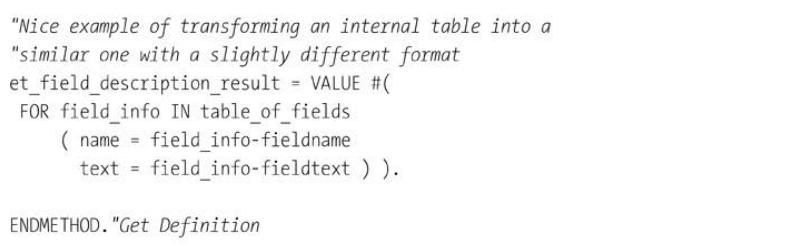 "Nice example of transforming an internal table into a
"similar one with a slightly different format
et_field_description_result = VALUE #(
FOR field_info IN table_of_fields
( name = field_info-fieldname
text = field_info-fieldtext ) ).
ENDMETHOD."Get Definition